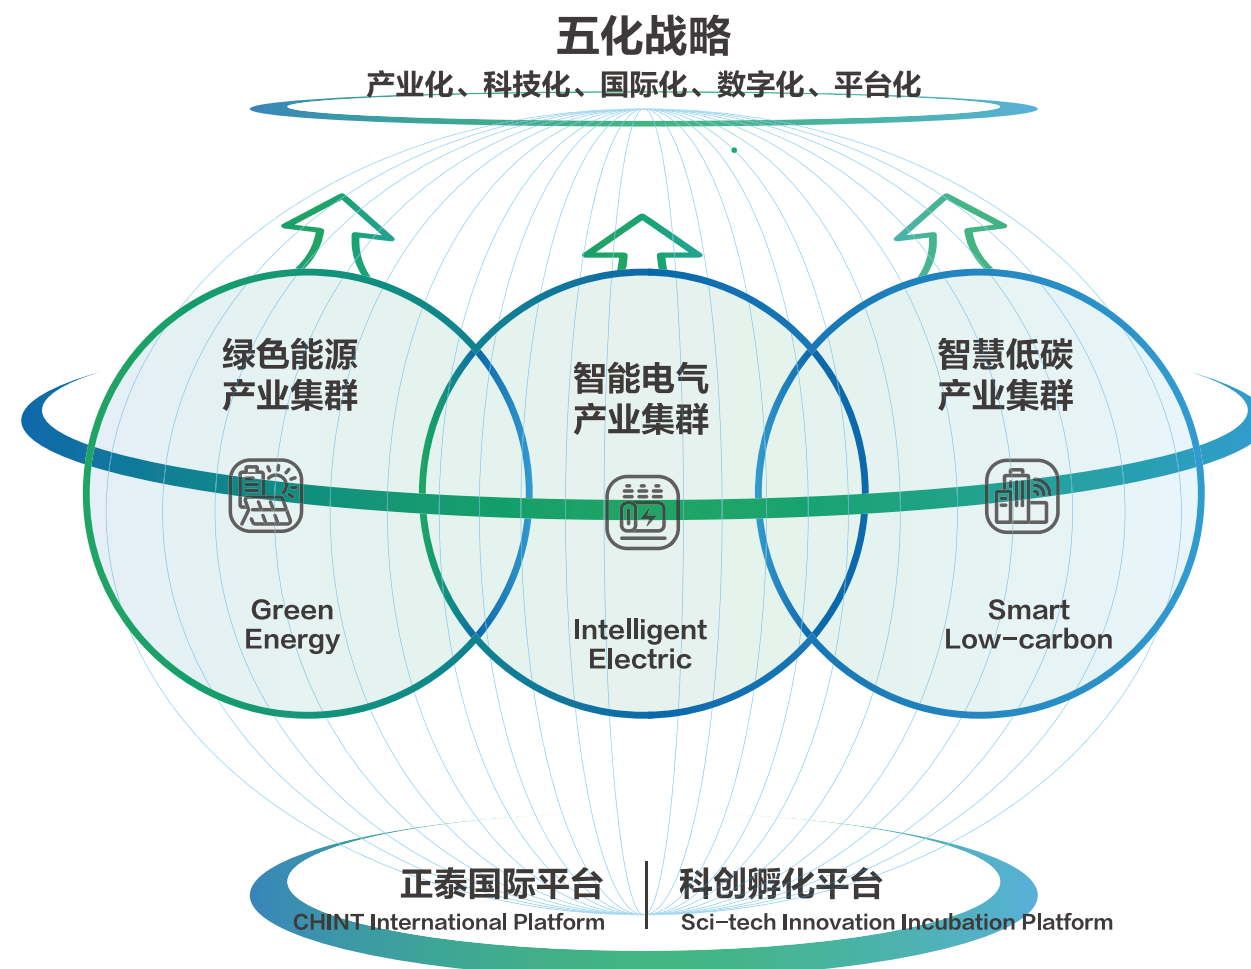 五化战略
产业化、科技化、国际化、数字化、平台化
绿色能源
产业集群
Green
Energy
智能电气
产业集群
Intelligent
Electric
智慧低碳
产业集群
Smart
Low-carbon
正泰国际平台
CHINT International Platform
科创孵化平台
Sci-tech Innovation Incubation Platform